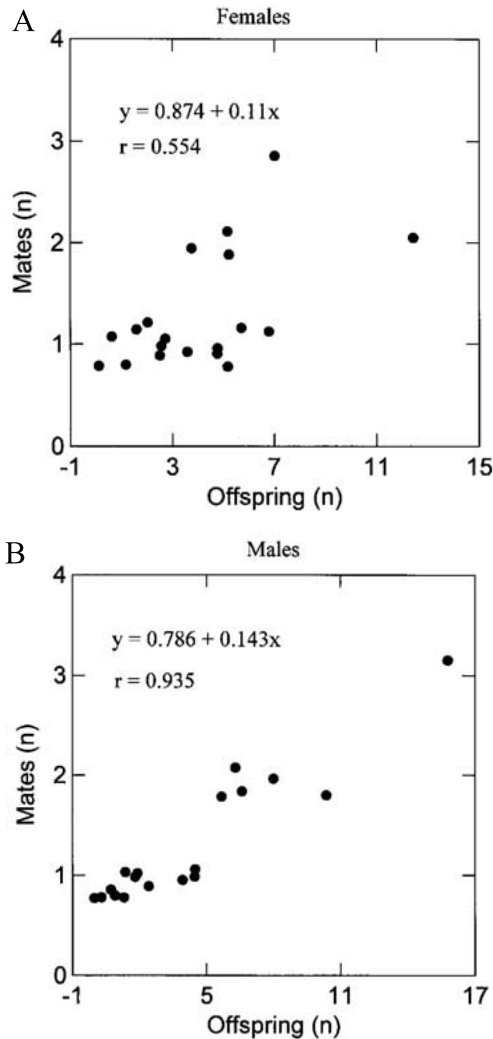 A
Females
4
3
2
1
0
Mates (n)
y = 0.874 + 0.11x
r = 0.554
-1 3 7 11 15
Offspring (n)
B
Males
4
3
2
1
0
Mates (n)
y = 0.786 + 0.143x
r = 0.935
-1 5 11 17
Offspring (n)